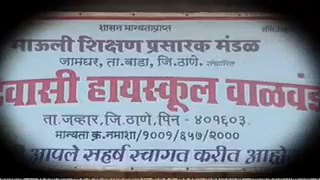 शासन मान्यताप्राप्त
माऊली शिक्षण प्रसारक मंडळ
जामघर, ता.वाडा, जि.ठाणे. संचालित
वासी हायस्कूल वाळवंडा
ता.जव्हार, जि.ठाणे, पिन - ४०१६०३.
मान्यता क्र.नमाशा/१००१/६५७/२०००
आपले सहर्ष स्वागत करीत आहोत